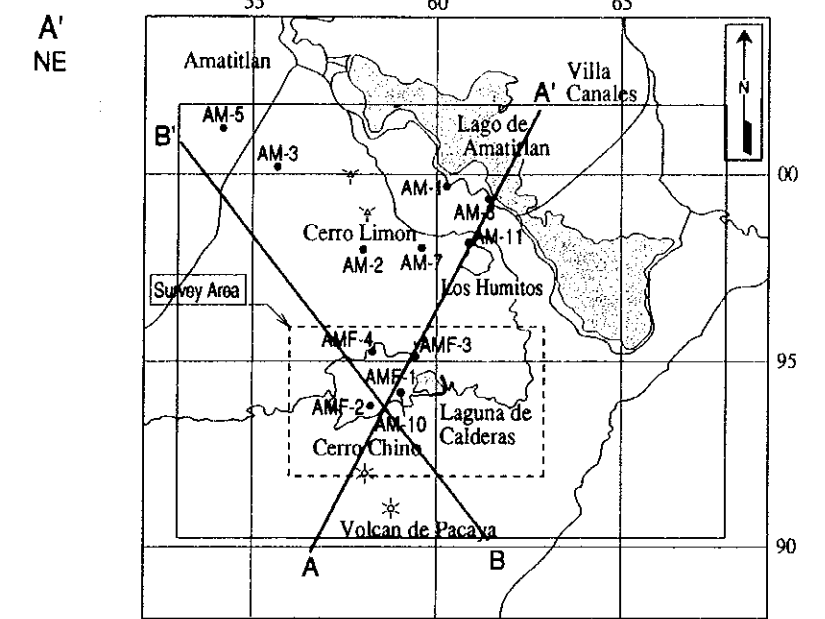 55
60
65
A'
NE
Amatitlan
Villa
Canales
N
A'
AM-5
B'
Lago de
Amatitlan
AM-3
AM-1
00
AM-8
Cerro Limon
AM-11
AM-2
AM-7
Los Humitos
Survey Area
AMF-4
AMF-3
95
AMF-1
AMF-2
Laguna de
Calderas
AM-10
Cerro Chino
Volcan de Pacaya
90
A
B